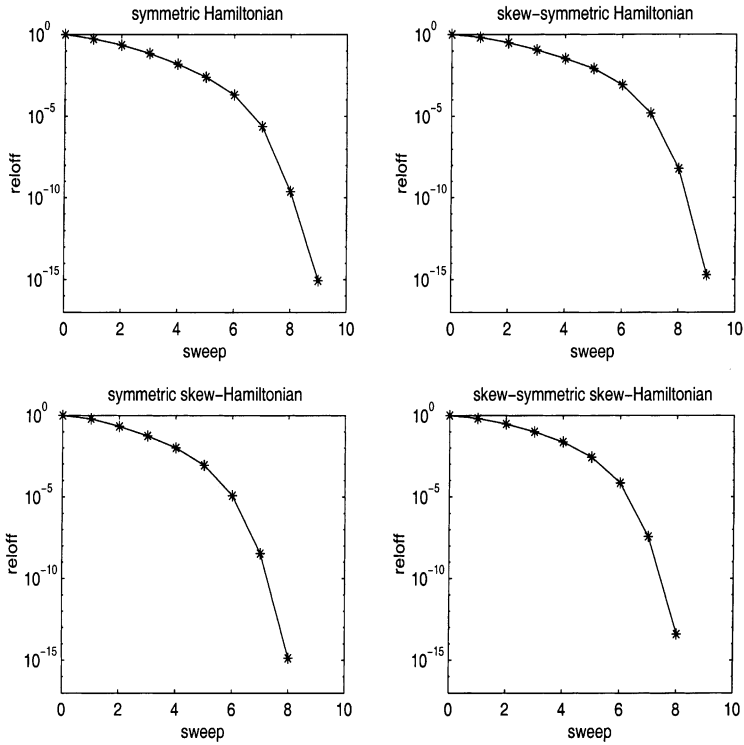 symmetric Hamiltonian
reloff
10^0
10^-5
10^-10
10^-15
0 2 4 6 8 10
sweep
skew-symmetric Hamiltonian
reloff
10^0
10^-5
10^-10
10^-15
0 2 4 6 8 10
sweep
symmetric skew-Hamiltonian
reloff
10^0
10^-5
10^-10
10^-15
0 2 4 6 8 10
sweep
skew-symmetric skew-Hamiltonian
reloff
10^0
10^-5
10^-10
10^-15
0 2 4 6 8 10
sweep